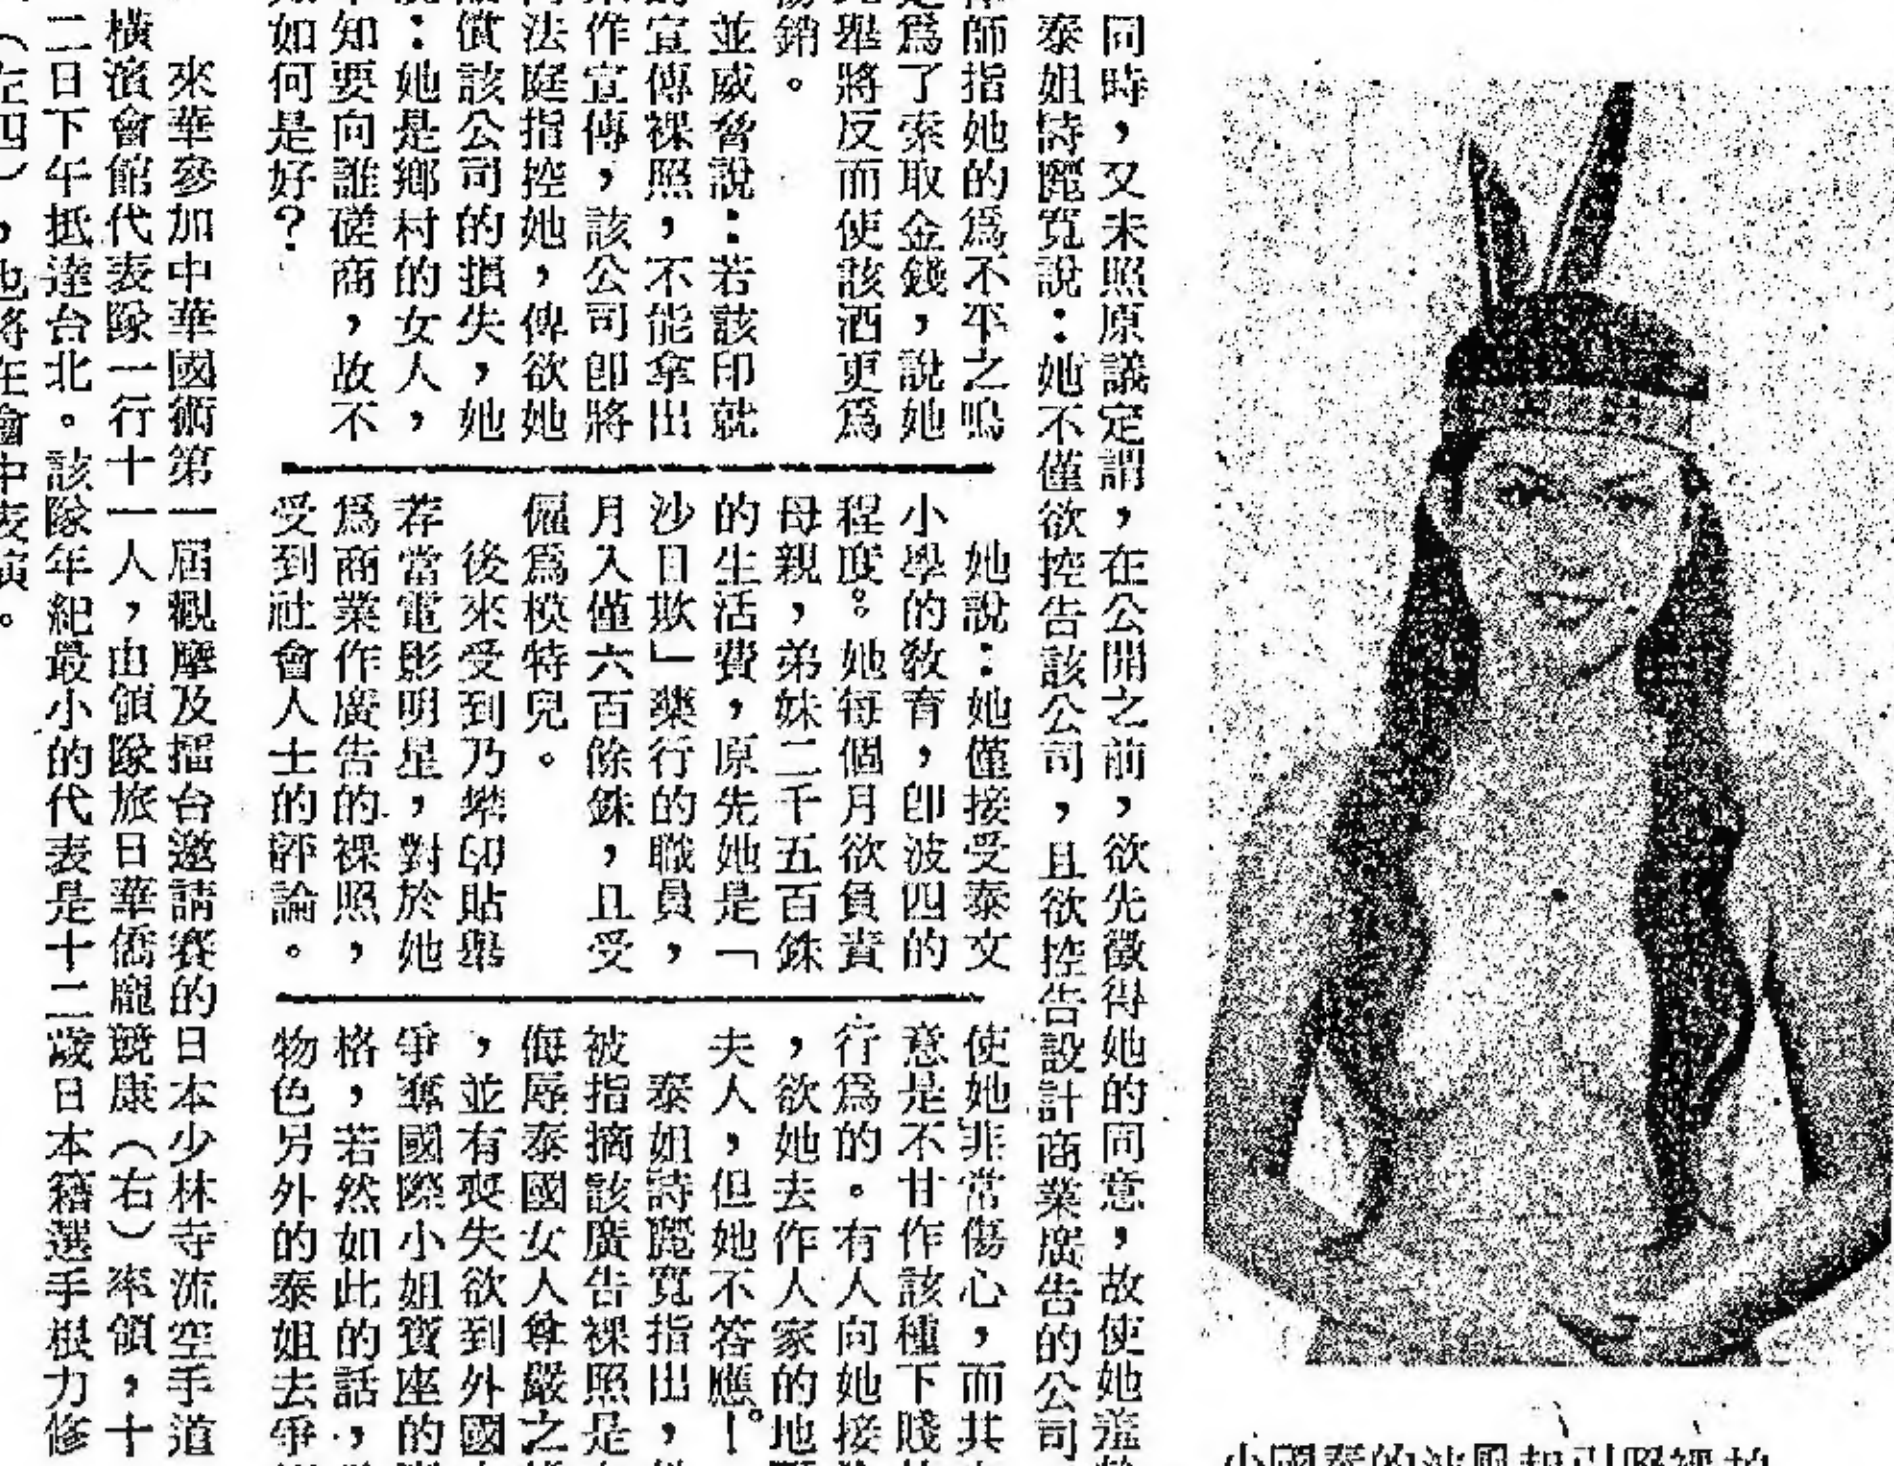 同時，又未照原議定謂，在公開之前，欲先徵得她的同意，故使她羞
泰姐詩麗寬說：她不僅欲控告該公司，且欲控告設計商業廣告的公司
師指她的爲不平之鳴
爲了索取金錢，說她
舉將反而使該酒更爲
銷。
並威脅說：若該印就
宣傳裸照，不能拿出
作宣傳，該公司卽將
法庭指控她，俾欲她
償該公司的損失，她
：她是鄉村的女人，
知要向誰磋商，故不
如何是好？
她說：她僅接受泰文
小學的敎育，卽波四的
程度。她每個月欲負責
母親，弟妹二千五百銖
的生活費，原先她是「
沙日欺」藥行的職員，
月入僅六百餘銖，且受
僱爲模特兒。
後來受到乃攀印貼舉
荐當電影明星，對於她
爲商業作廣告的裸照，
受到社會人士的評論。
使她非常傷心，而其
意是不甘作該種下賤
行爲的。有人向她接
，欲她去作人家的地
夫人，但她不答應！
泰姐詩麗寬指出，
被指摘該廣告裸照是
侮辱泰國女人尊嚴之
，並有喪失欲到外國
爭奪國際小姐寶座的
格，若然如此的話，
物色另外的泰姐去爭
來華參加中華國術第一屆觀摩及擂台邀請賽的日本少林寺流空手道
橫濱會館代表隊一行十一人，由領隊旅日華僑龐競康（右）率領，十
二日下午抵達台北。該隊年紀最小的代表是十二歲日本籍選手根力修
（左四），他將在會中表演。